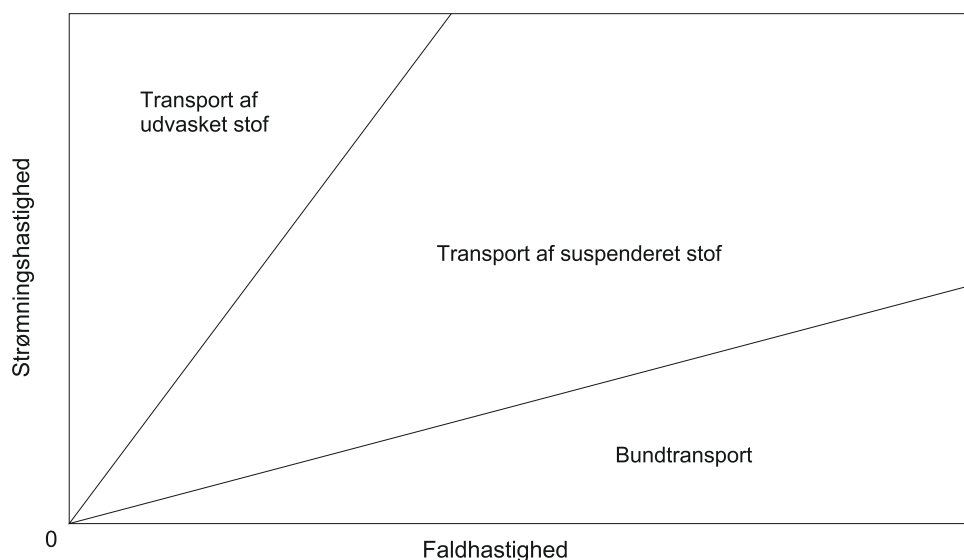 Transport af
udvasket stof
Strømningshastighed
Transport af suspenderet stof
Bundtransport
0
Faldhastighed